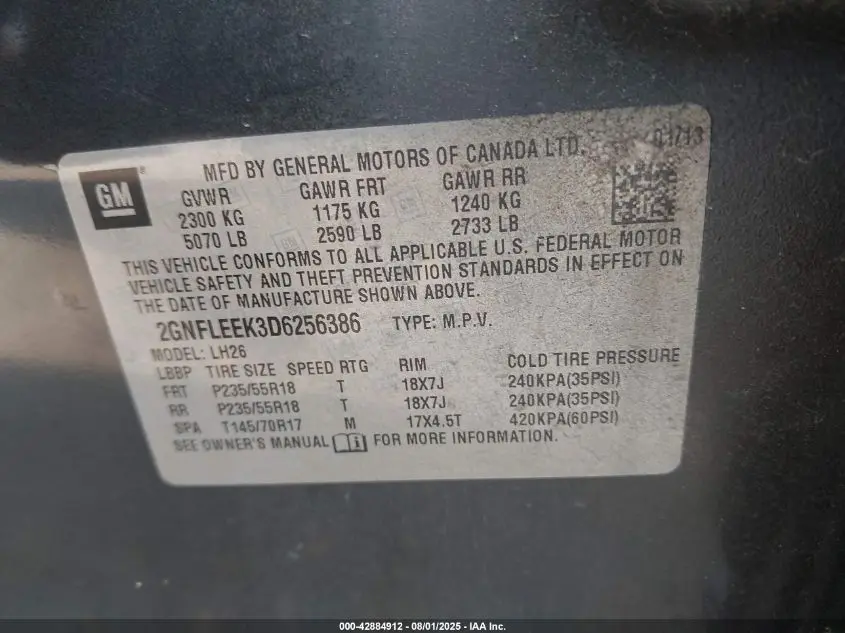 01/13
GM
MFD BY GENERAL MOTORS OF CANADA LTD.
GVWR GAWR FRT GAWR RR
2300 KG 1175 KG 1240 KG
5070 LB 2590 LB 2733 LB
THIS VEHICLE CONFORMS TO ALL APPLICABLE U.S. FEDERAL MOTOR
VEHICLE SAFETY AND THEFT PREVENTION STANDARDS IN EFFECT ON
THE DATE OF MANUFACTURE SHOWN ABOVE.
2GNFLEEK3D6256386 TYPE: M.P.V.
MODEL: LH26
LBBP TIRE SIZE SPEED RTG RIM COLD TIRE PRESSURE
FRT P235/55R18 T 18X7J 240KPA(35PSI)
RR P235/55R18 T 18X7J 240KPA(35PSI)
SPA T145/70R17 M 17X4.5T 420KPA(60PSI)
SEE OWNER'S MANUAL FOR MORE INFORMATION.
000-42884912 - 08/01/2025 - IAA Inc.